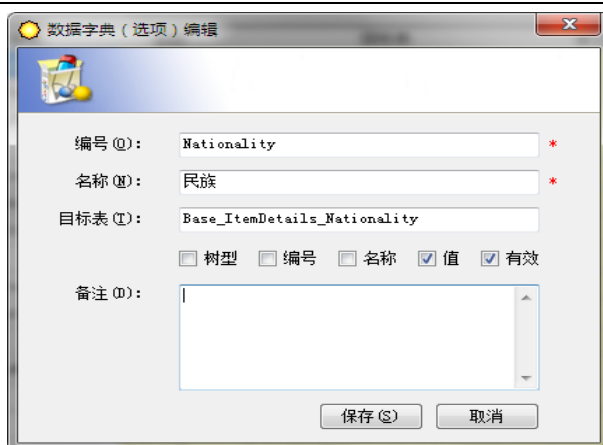 数据字典（选项）编辑
编号(O)： Nationality *
名称(N)： 民族 *
目标表(T)： Base_ItemDetails_Nationality
树型 编号 名称 值 有效
备注(D)：
保存(S) 取消